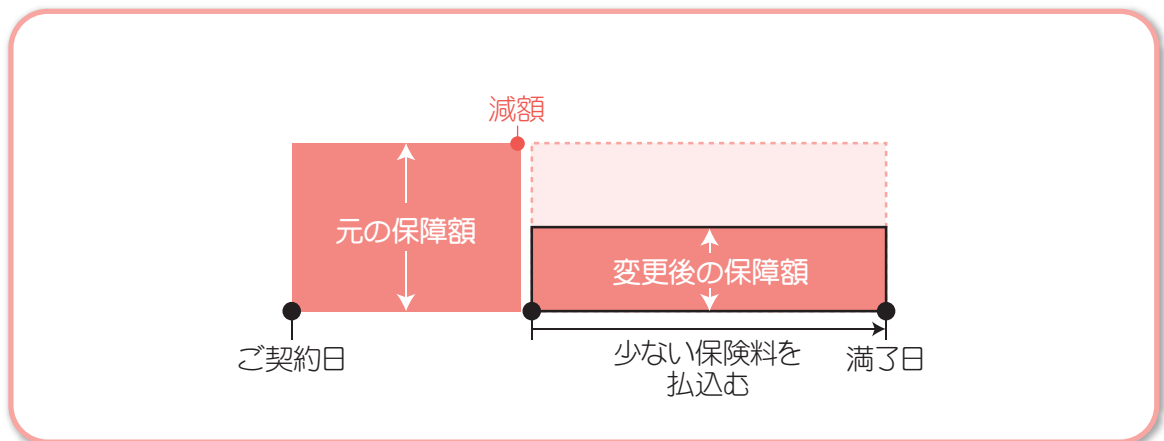 減額
元の保障額
変更後の保障額
ご契約日
少ない保険料を
払込む
満了日